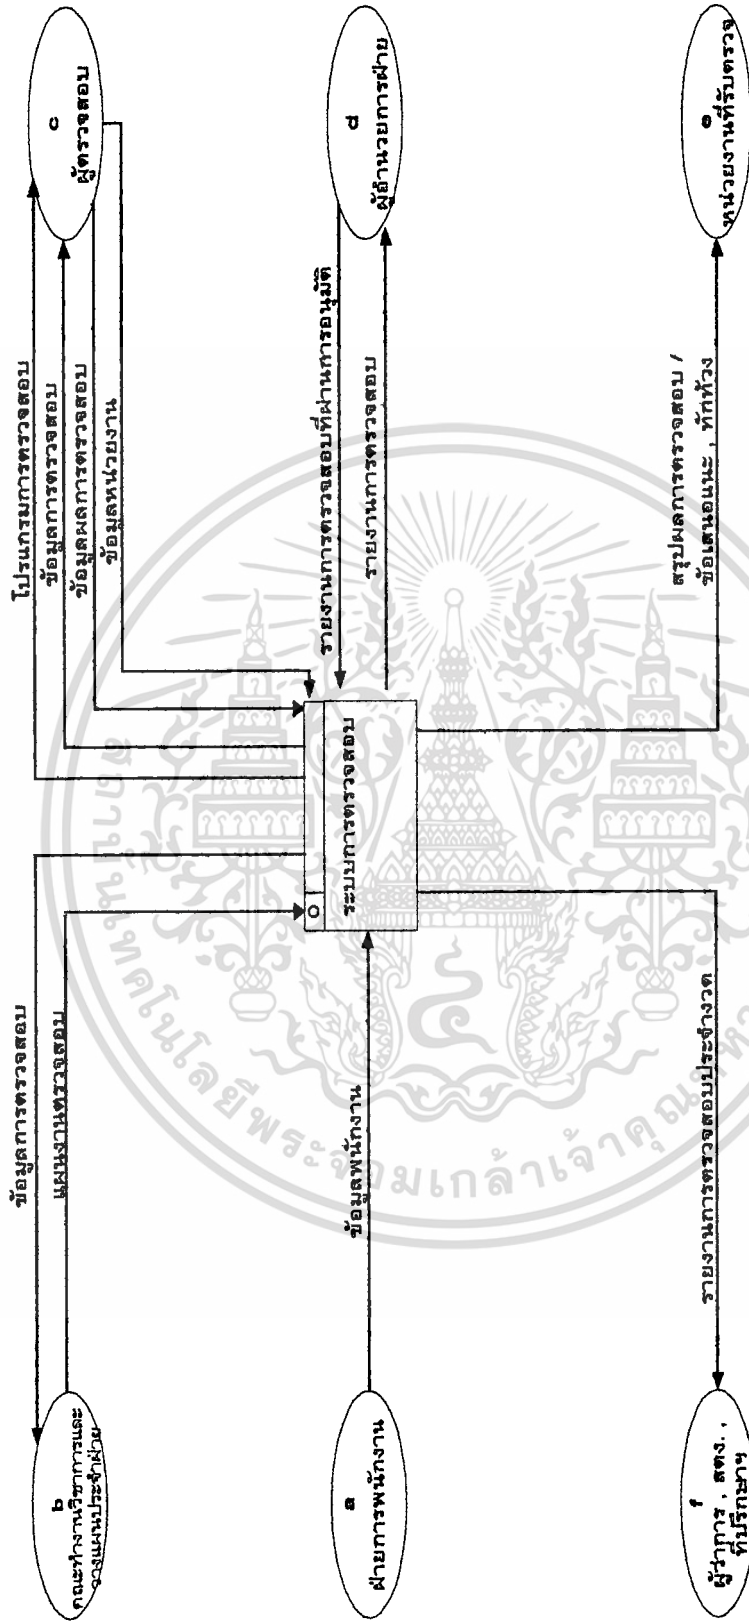 b
คณะทำงานวิชาการและ
วางแผนประจำฝ่าย
ข้อมูลการตรวจสอบ
แผนงานตรวจสอบ
โปรแกรมการตรวจสอบ
ข้อมูลการตรวจสอบ
ข้อมูลผลการตรวจสอบ
ข้อมูลหน่วยงาน
c
ผู้ตรวจสอบ
a
ฝ่ายการพนักงาน
ข้อมูลพนักงาน
0
ระบบการตรวจสอบ
รายงานการตรวจสอบที่ผ่านการอนุมัติ
รายงานการตรวจสอบ
d
ผู้อำนวยการฝ่าย
f
ผู้ว่าการ , สตง. ,
ที่ปรึกษาฯ
รายงานการตรวจสอบประจำงวด
สรุปผลการตรวจสอบ /
ข้อเสนอแนะ , ทักท้วง
e
หน่วยงานที่รับตรวจ